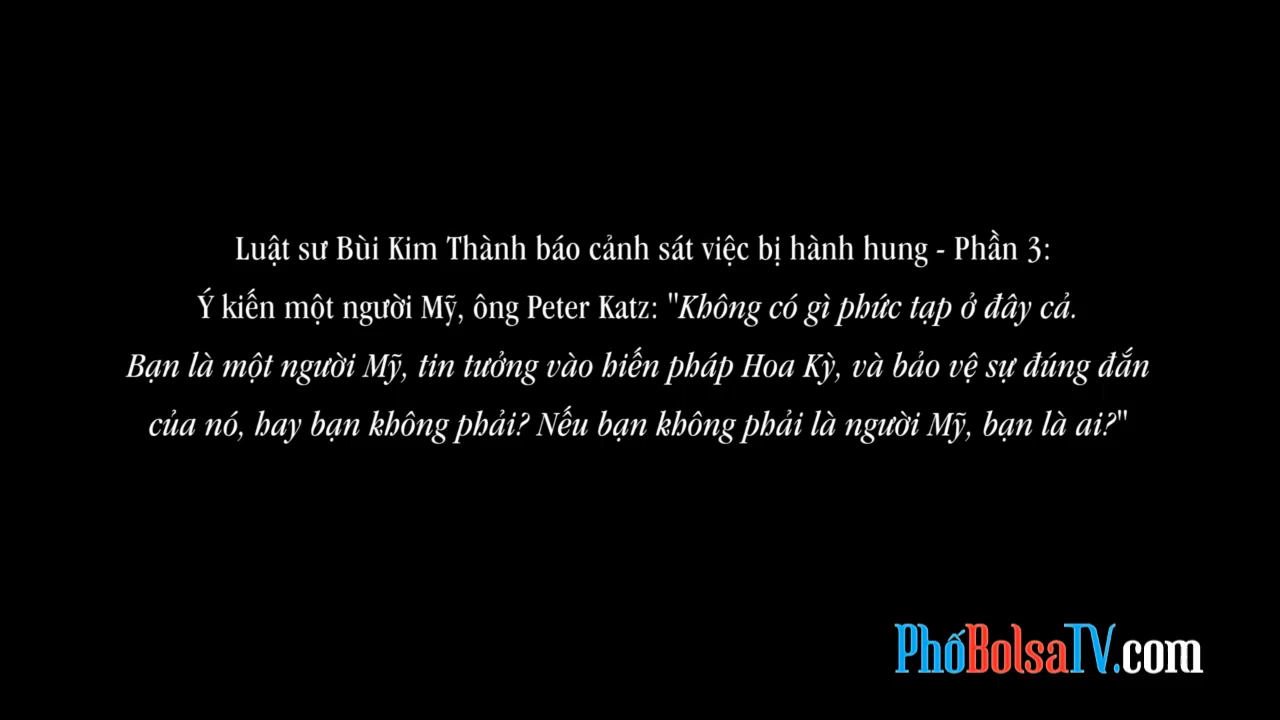 Luật sư Bùi Kim Thành báo cảnh sát việc bị hành hung - Phần 3:
Ý kiến một người Mỹ, ông Peter Katz: "Không có gì phức tạp ở đây cả.
Bạn là một người Mỹ, tin tưởng vào hiến pháp Hoa Kỳ, và bảo vệ sự đúng đắn
của nó, hay bạn không phải? Nếu bạn không phải là người Mỹ, bạn là ai?"
PhốBolsaTV.com